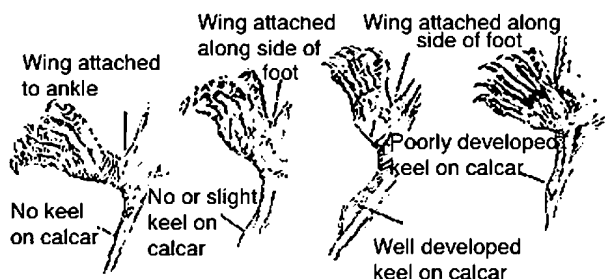 Wing attached
to ankle
No keel
on calcar
Wing attached
along side of
foot
No or slight
keel on
calcar
Wing attached along
side of foot
Well developed
keel on calcar
Poorly developed
keel on calcar